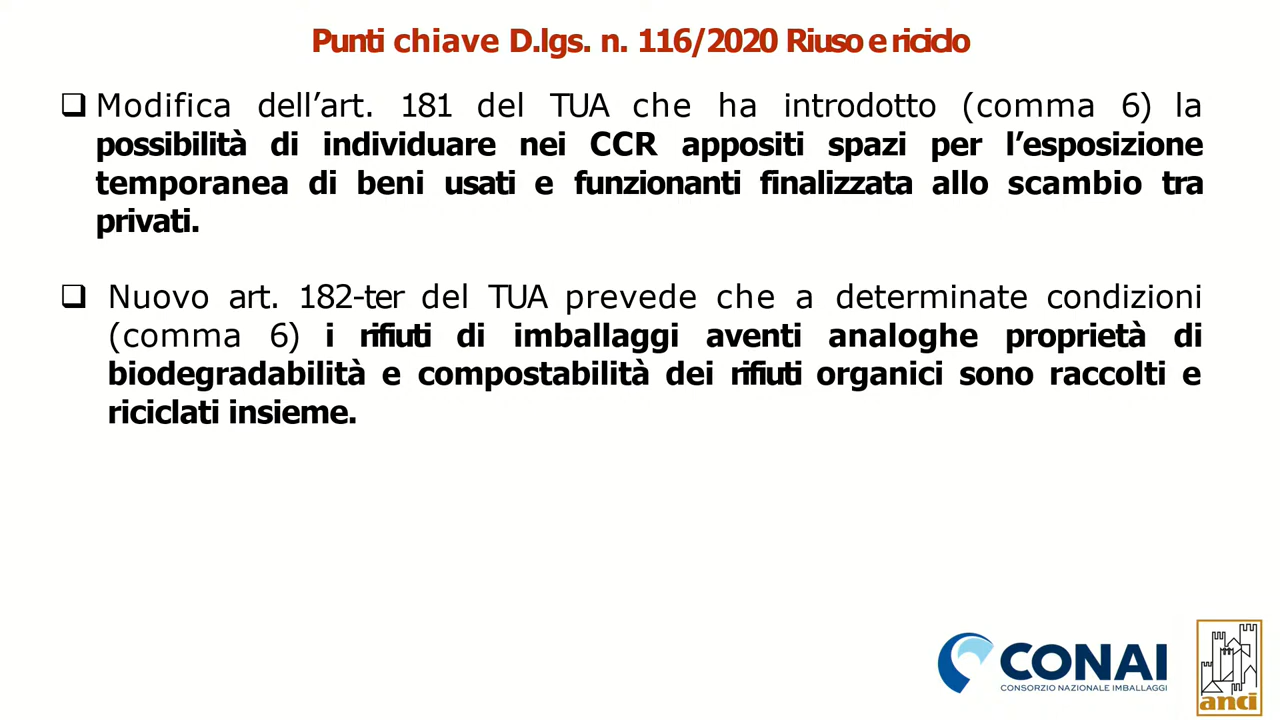 Punti chiave D.lgs. n. 116/2020 Riuso e riciclo
❑ Modifica dell’art. 181 del TUA che ha introdotto (comma 6) la
possibilità di individuare nei CCR appositi spazi per l’esposizione
temporanea di beni usati e funzionanti finalizzata allo scambio tra
privati.
❑ Nuovo art. 182-ter del TUA prevede che a determinate condizioni
(comma 6) i rifiuti di imballaggi aventi analoghe proprietà di
biodegradabilità e compostabilità dei rifiuti organici sono raccolti e
riciclati insieme.
CONAI
CONSORZIO NAZIONALE IMBALLAGGI
anci